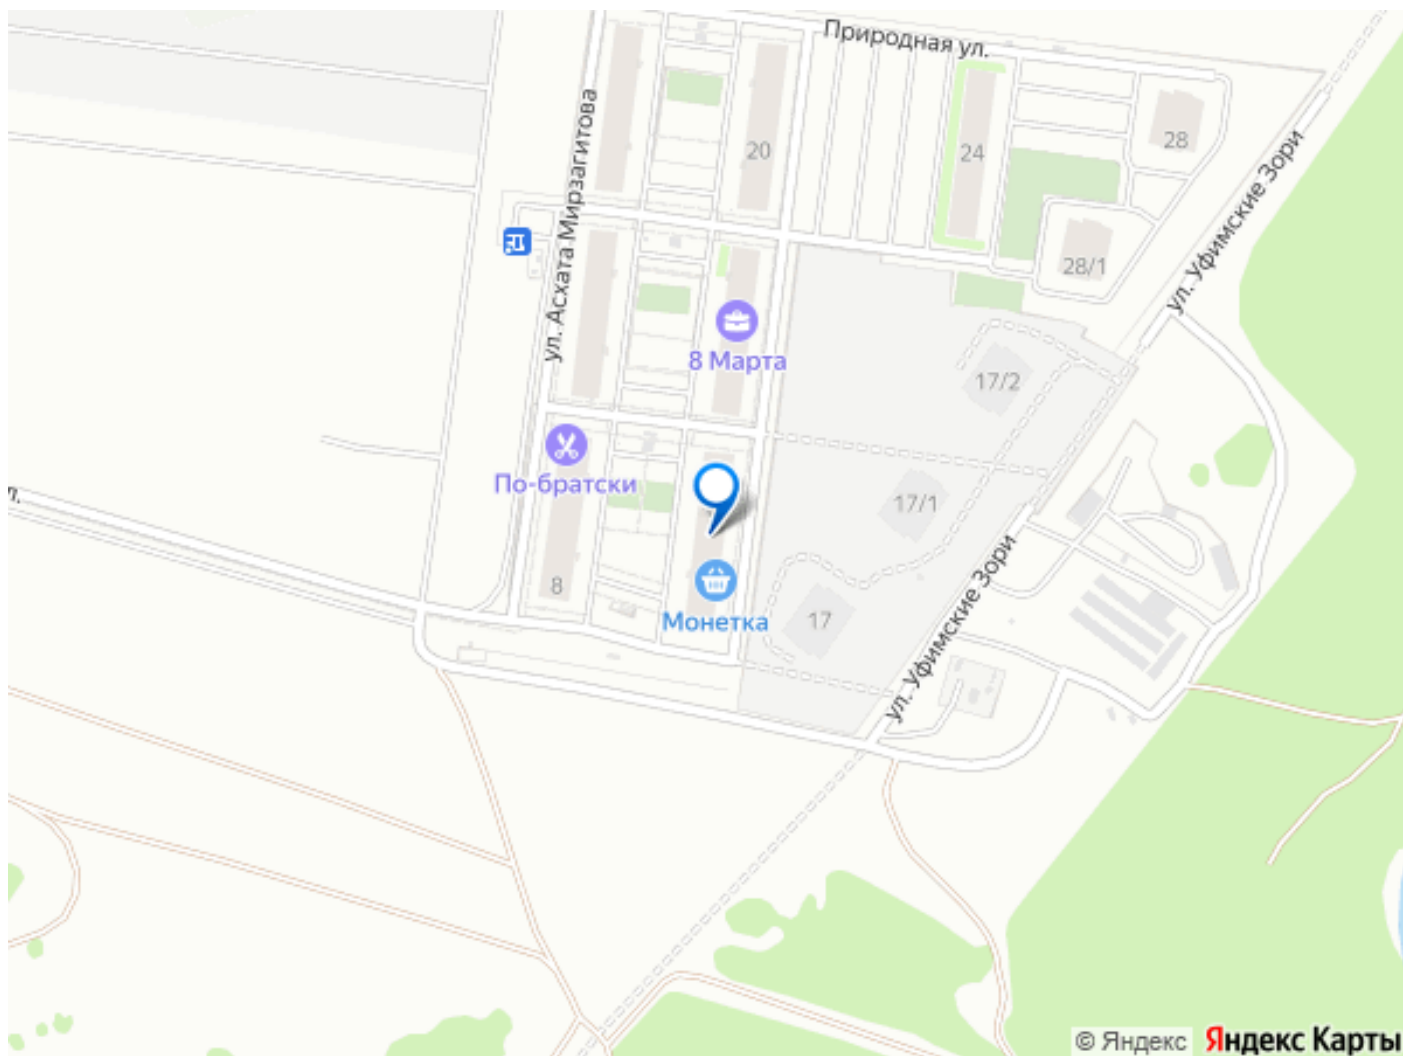 Природная ул.
ул. Асхата Мирзагитова
20
24
28
28/1
ул. Уфимские Зори
8 Марта
17/2
По-братски
17/1
8
Монетка
17
ул. Уфимские Зори
© Яндекс Яндекс Карты